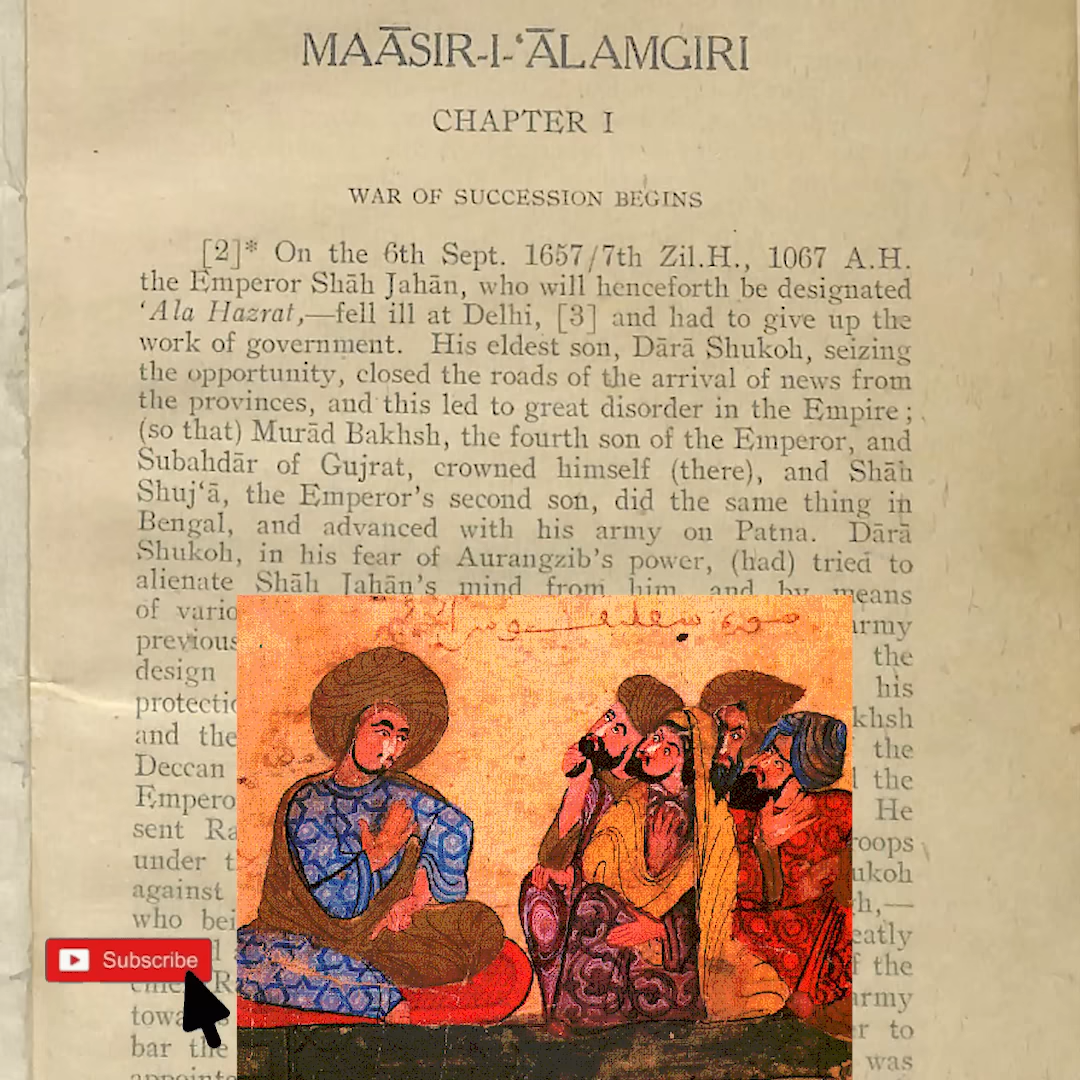 MAĀSIR-I-‘ĀLAMGIRI
CHAPTER I
WAR OF SUCCESSION BEGINS
[2]* On the 6th Sept. 1657/7th Zil.H., 1067 A.H.
the Emperor Shāh Jahān, who will henceforth be designated
‘Ala Hazrat,—fell ill at Delhi, [3] and had to give up the
work of government. His eldest son, Dārā Shukoh, seizing
the opportunity, closed the roads of the arrival of news from
the provinces, and this led to great disorder in the Empire;
(so that) Murād Bakhsh, the fourth son of the Emperor, and
Subahdār of Gujrat, crowned himself (there), and Shāh
Shuj‘ā, the Emperor's second son, did the same thing in
Bengal, and advanced with his army on Patna. Dārā
Shukoh, in his fear of Aurangzib's power, (had) tried to
alienate Shāh Jahān's mind from him, and by means
of vario army
previous the
design his
protectio khsh
and the the
Deccan the
Empero He
sent Ra roops
under t ukoh
against h,—
who bei eatly
f the
Subscribe
R army
towa er to
bar the was
appointe